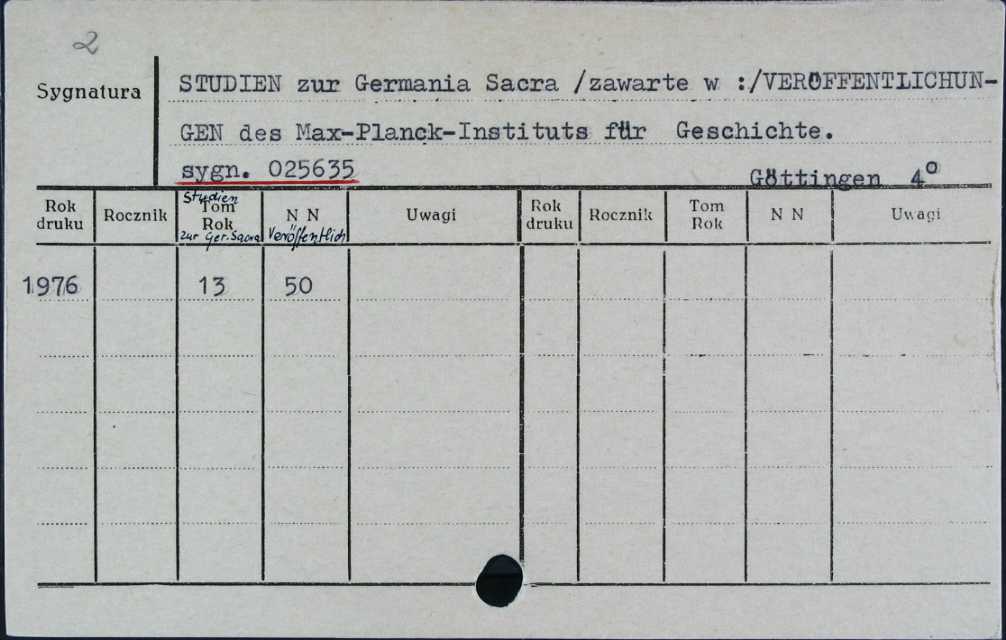 2
Sygnatura
STUDIEN zur Germania Sacra /zawarte w :/VERÖFFENTLICHUN-
GEN des Max-Planck-Instituts für Geschichte.
sygn. 025635
Göttingen 4°
Rok druku
Rocznik
Studien
Tom
Rok
zur Ger. Sacra
N N
Veröffentlich
Uwagi
Rok druku
Rocznik
Tom
Rok
N N
Uwagi
1976 13 50